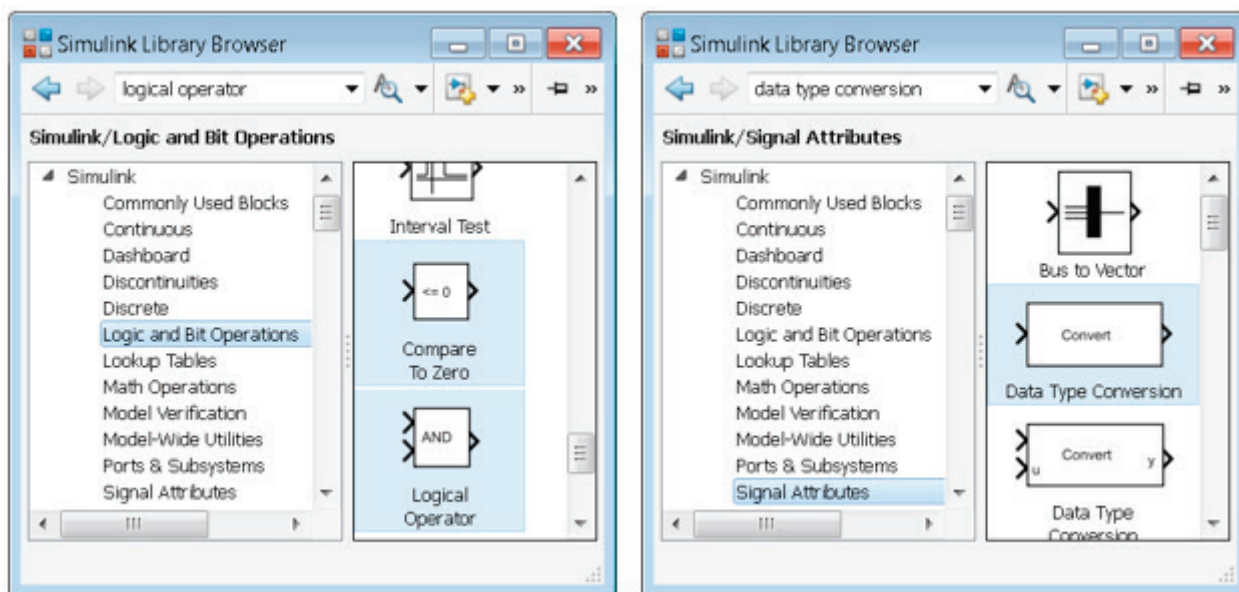 Simulink Library Browser
logical operator
»
»
Simulink/Logic and Bit Operations
Simulink
Commonly Used Blocks
Continuous
Dashboard
Discontinuities
Discrete
Logic and Bit Operations
Lookup Tables
Math Operations
Model Verification
Model-Wide Utilities
Ports & Subsystems
Signal Attributes
Interval Test
<= 0
Compare
To Zero
AND
Logical
Operator
Simulink Library Browser
data type conversion
»
»
Simulink/Signal Attributes
Simulink
Commonly Used Blocks
Continuous
Dashboard
Discontinuities
Discrete
Logic and Bit Operations
Lookup Tables
Math Operations
Model Verification
Model-Wide Utilities
Ports & Subsystems
Signal Attributes
Bus to Vector
Convert
Data Type Conversion
Convert
u
y
Data Type
Conversion